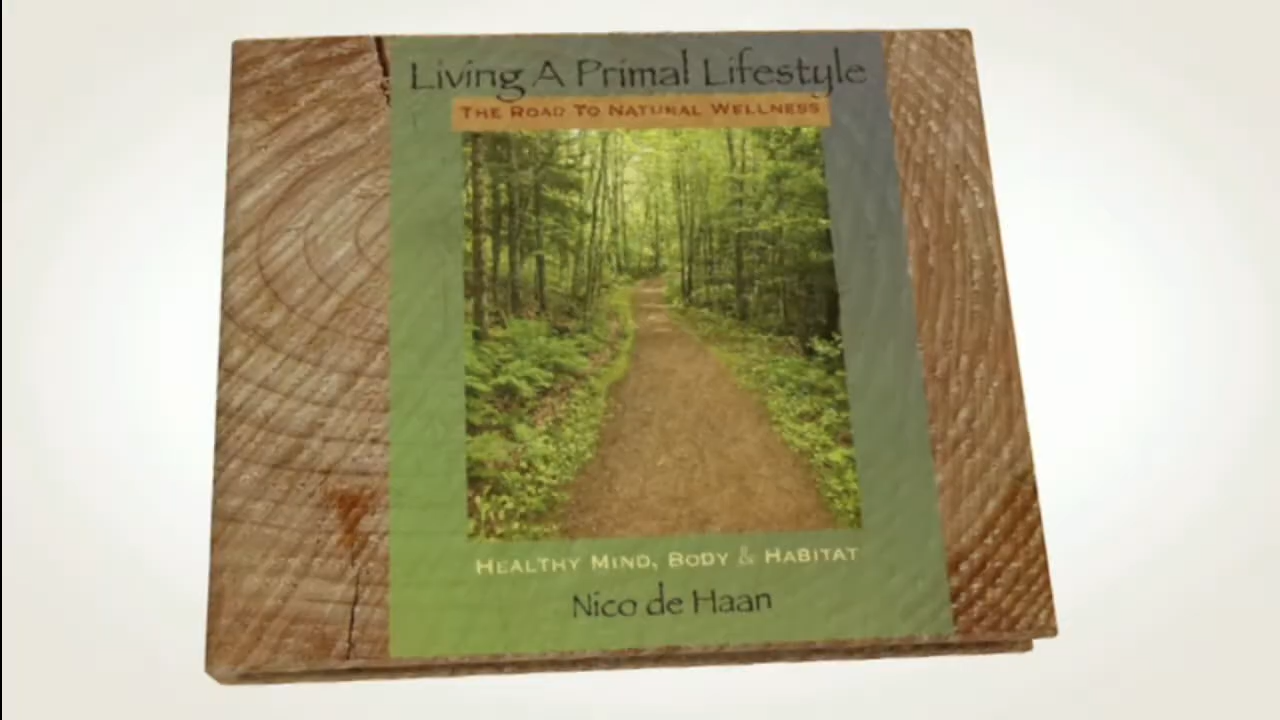 Living A Primal Lifestyle
THE ROAD TO NATURAL WELLNESS
HEALTHY MIND, BODY & HABITAT
Nico de Haan